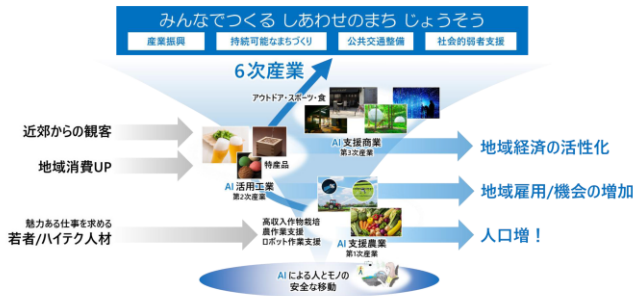 みんなでつくる しあわせのまち じょうそう
産業振興
持続可能なまちづくり
公共交通整備
社会的弱者支援
6次産業
アウトドア・スポーツ・食
近郊からの観客
地域消費UP
特産品
AI 活用工業
第2次産業
AI 支援商業
第3次産業
地域経済の活性化
地域雇用/機会の増加
魅力ある仕事を求める
若者/ハイテク人材
高収入作物栽培
農作業支援
ロボット作業支援
AI 支援農業
第1次産業
人口増！
AIによる人とモノの
安全な移動